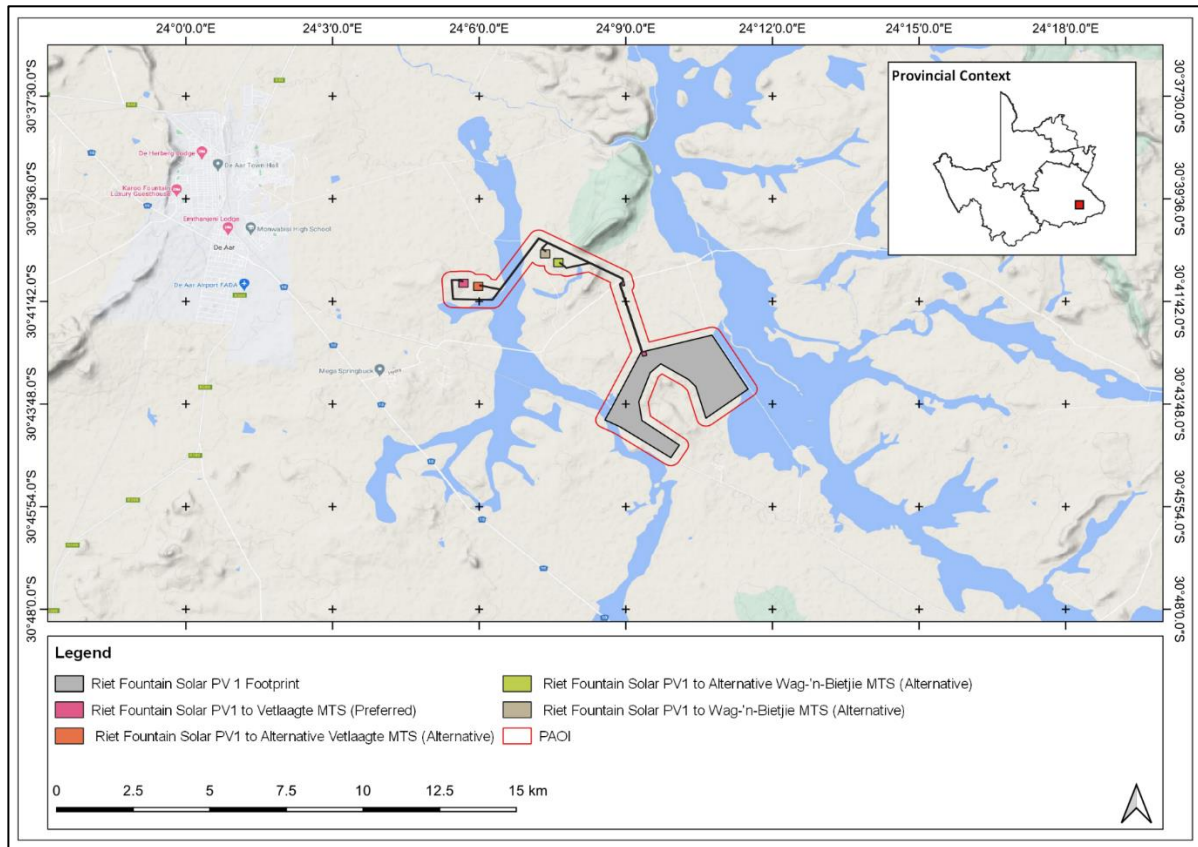 24°0'0.0"E 24°3'0.0"E 24°6'0.0"E 24°9'0.0"E 24°12'0.0"E 24°15'0.0"E 24°18'0.0"E
Provincial Context
30°37'30.0"S
30°37'30.0"S
De Aar Town Hall
Karoo Fountain
Luxury Guesthouse
30°39'36.0"S
30°39'36.0"S
Emthanjeni Lodge
Monwabisi High School
De Aar
De Aar Airport FADA
30°41'42.0"S
30°41'42.0"S
Mega Springbuck
30°43'48.0"S
30°43'48.0"S
30°45'54.0"S
30°45'54.0"S
30°48'0.0"S
30°48'0.0"S
Legend
Riet Fountain Solar PV 1 Footprint
Riet Fountain Solar PV1 to Vetlaagte MTS (Preferred)
Riet Fountain Solar PV1 to Alternative Vetlaagte MTS (Alternative)
Riet Fountain Solar PV1 to Alternative Wag-'n-Bietjie MTS (Alternative)
Riet Fountain Solar PV1 to Wag-'n-Bietjie MTS (Alternative)
PAOI
0 2.5 5 7.5 10 12.5 15 km